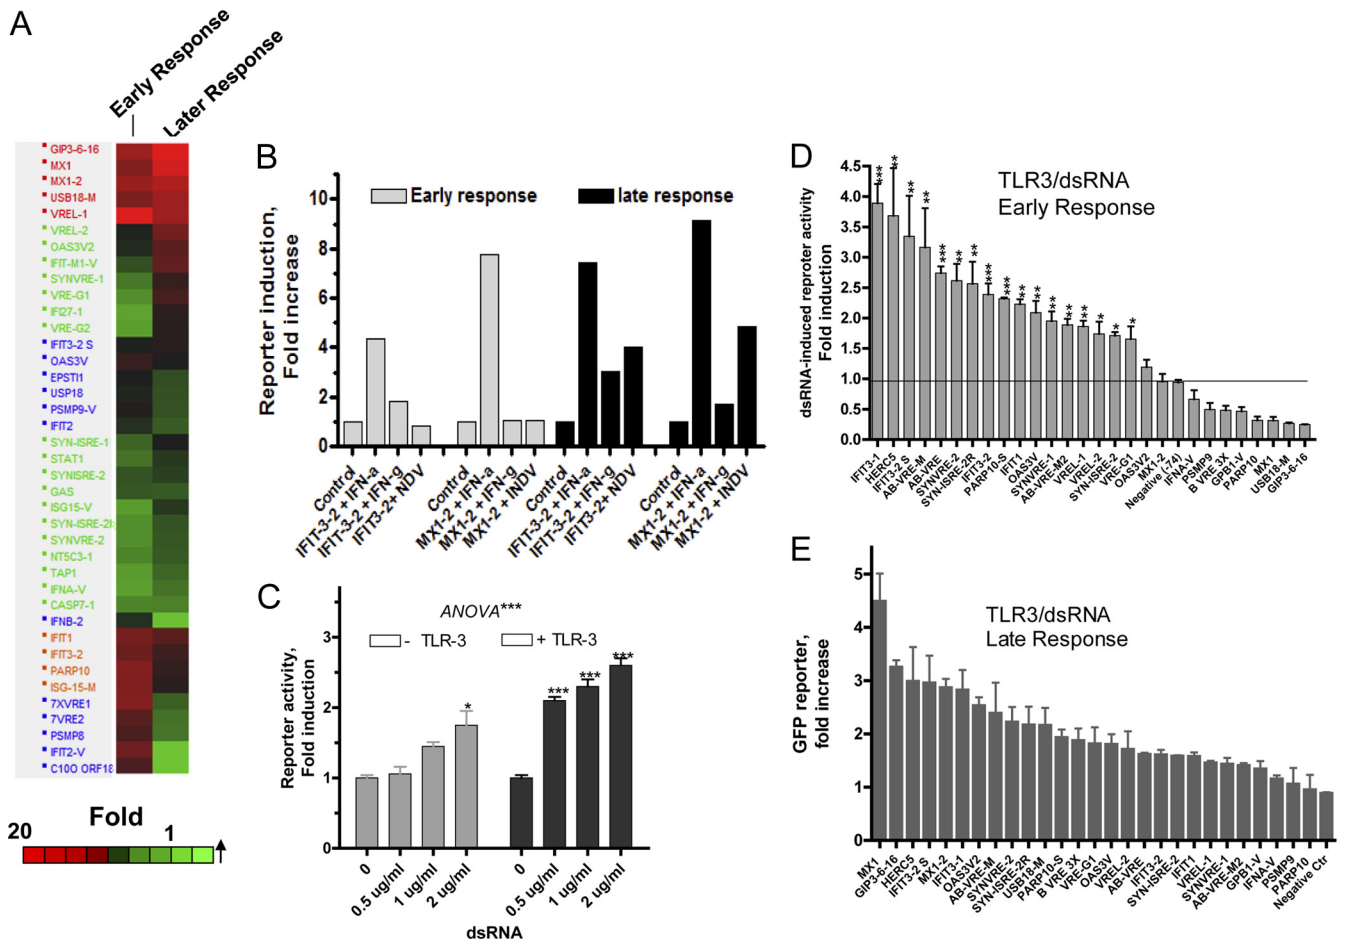 A
Early Response
Later Response
GIP3-6-16
MX1
MX1-2
USB18-M
VREL-1
VREL-2
OAS3V2
IFIT-M1-V
SYNVRE-1
VRE-G1
IFI27-1
VRE-G2
IFIT3-2 S
OAS3V
EPSTI1
USP18
PSMP9-V
IFIT2
SYN-ISRE-1
STAT1
SYNISRE-2
GAS
ISG15-V
SYN-ISRE-2
SYNVRE-2
NT5C3-1
TAP1
IFNA-V
CASP7-1
IFNB-2
IFIT1
IFIT3-2
PARP10
ISG-15-M
7XVRE1
7VRE2
PSMP8
IFIT2-V
C10O ORF18
Fold
20
1
B
Reporter induction,
Fold increase
10
8
6
4
2
0
Early response
late response
Control
IFIT-3-2 + IFN-a
IFIT-3-2 + IFN-g
IFIT3-2+ NDV
Control
MX1-2 + IFN-a
MX1-2 + IFN-g
MX1-2 + INDV
Control
IFIT-3-2 + IFN-a
IFIT-3-2 + IFN-g
IFIT3-2+ NDV
Control
MX1-2 + IFN-a
MX1-2 + IFN-g
MX1-2 + INDV
C
Reporter activity,
Fold induction
3
2
1
0
ANOVA***
- TLR-3
+ TLR-3
*
***
***
***
0
0.5 ug/ml
1 ug/ml
2 ug/ml
0
0.5 ug/ml
1 ug/ml
2 ug/ml
dsRNA
D
dsRNA-induced reproter activity
Fold induction
4.5
4.0
3.5
3.0
2.5
2.0
1.5
1.0
0.5
0.0
TLR3/dsRNA
Early Response
***
**
**
**
***
**
**
***
***
**
**
**
**
**
*
*
*
IFIT3-1
HERC5
IFIT3-2 S
AB-VRE-M
AB-VRE
SYNVRE-2
SYN-ISRE-2R
IFIT3-2
PARP10-S
IFIT1
OAS3V
SYNVRE-1
AB-VRE-M2
VREL-1
VREL-2
SYN-ISRE-2
VRE-G1
OAS3V2
MX1-2
Negative (74)
IFNA-V
PSMP9
B VRE 3X
GPB1-V
PARP10
MX1
USB18-M
GIP3-6-16
E
GFP reporter,
fold increase
5
4
3
2
1
0
TLR3/dsRNA
Late Response
MX1
GIP3-6-16
HERC5
IFIT3-2 S
MX1-2
IFIT3-1
OAS3V2
AB-VRE-M
SYNVRE-2
SYN-ISRE-2R
USB18-M
PARP10-S
B VRE 3X
VRE-G1
OAS3V
VREL-2
AB-VRE
IFIT3-2
SYN-ISRE-2
IFIT1
VREL-1
SYNVRE-1
AB-VRE-M2
GPB1-V
IFNA-V
PSMP9
PARP10
Negative Ctr